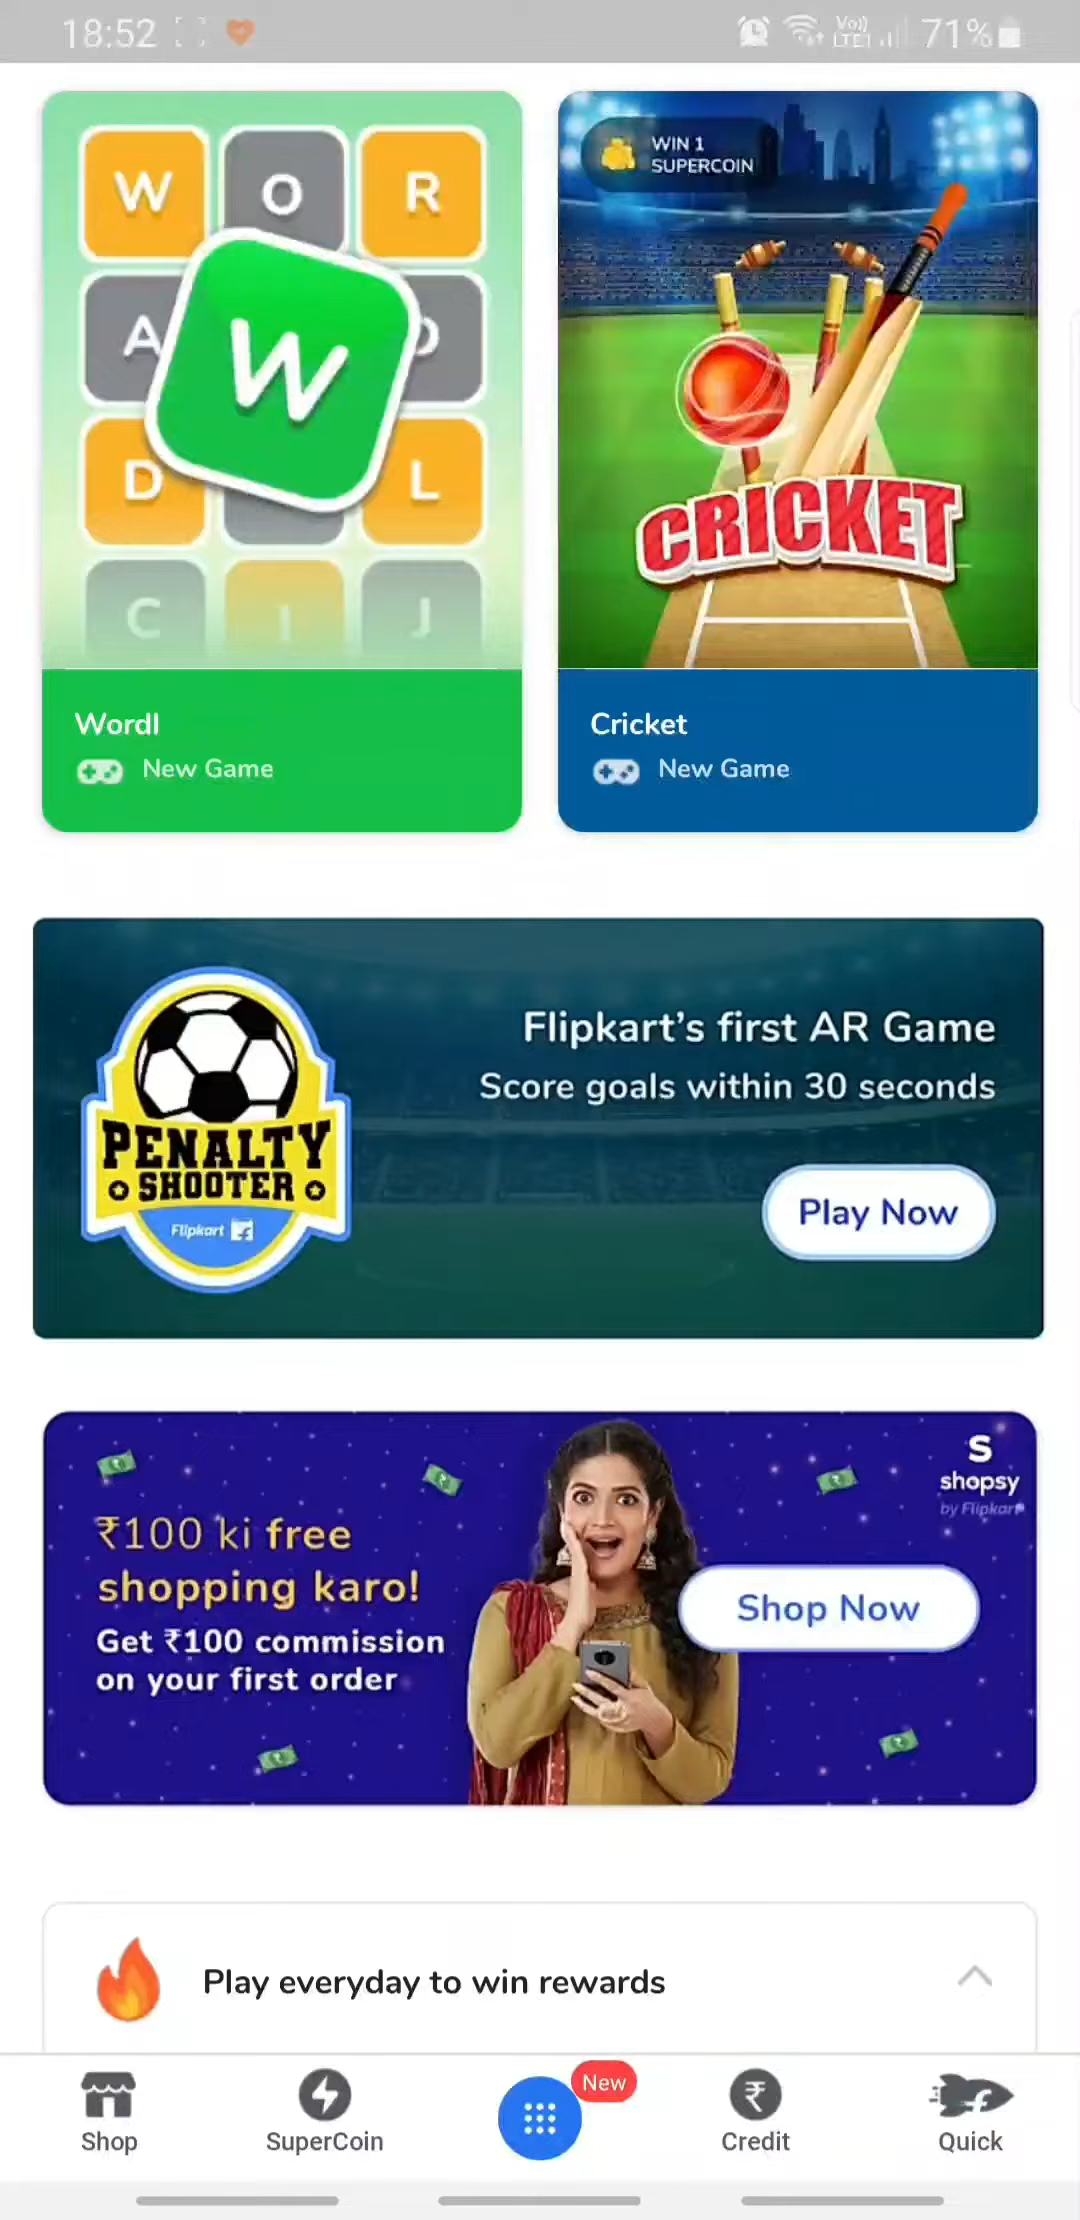 18:52
Vo))
LTE1
71%
W O R
A O
D L
C I J
W
WIN 1
SUPERCOIN
CRICKET
Wordl
New Game
Cricket
New Game
PENALTY
SHOOTER
Flipkart
Flipkart's first AR Game
Score goals within 30 seconds
Play Now
S
shopsy
by Flipkart
₹100 ki free
shopping karo!
Get ₹100 commission
on your first order
Shop Now
Play everyday to win rewards
New
Shop
SuperCoin
Credit
Quick